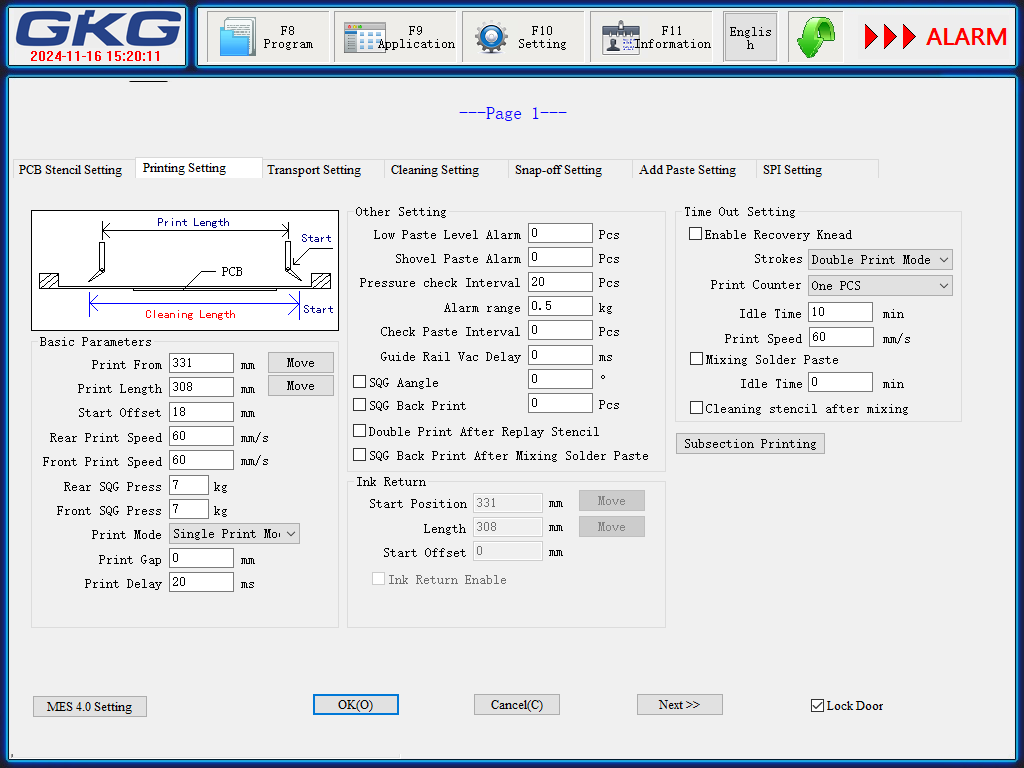 GKG
2024-11-16 15:20:11
F8
Program
F9
Application
F10
Setting
F11
Information
Englis
h
ALARM
---Page 1---
PCB Stencil Setting
Printing Setting
Transport Setting
Cleaning Setting
Snap-off Setting
Add Paste Setting
SPI Setting
Print Length
Start
PCB
Cleaning Length
Start
Basic Parameters
Print From 331 mm Move
Print Length 308 mm Move
Start Offset 18 mm
Rear Print Speed 60 mm/s
Front Print Speed 60 mm/s
Rear SQG Press 7 kg
Front SQG Press 7 kg
Print Mode Single Print Mo
Print Gap 0 mm
Print Delay 20 ms
Other Setting
Low Paste Level Alarm 0 Pcs
Shovel Paste Alarm 0 Pcs
Pressure check Interval 20 Pcs
Alarm range 0.5 kg
Check Paste Interval 0 Pcs
Guide Rail Vac Delay 0 ms
SQG Aangle 0 °
SQG Back Print 0 Pcs
Double Print After Replay Stencil
SQG Back Print After Mixing Solder Paste
Ink Return
Start Position 331 mm Move
Length 308 mm Move
Start Offset 0 mm
Ink Return Enable
Time Out Setting
Enable Recovery Knead
Strokes Double Print Mode
Print Counter One PCS
Idle Time 10 min
Print Speed 60 mm/s
Mixing Solder Paste
Idle Time 0 min
Cleaning stencil after mixing
Subsection Printing
MES 4.0 Setting
OK(O)
Cancel(C)
Next >>
Lock Door